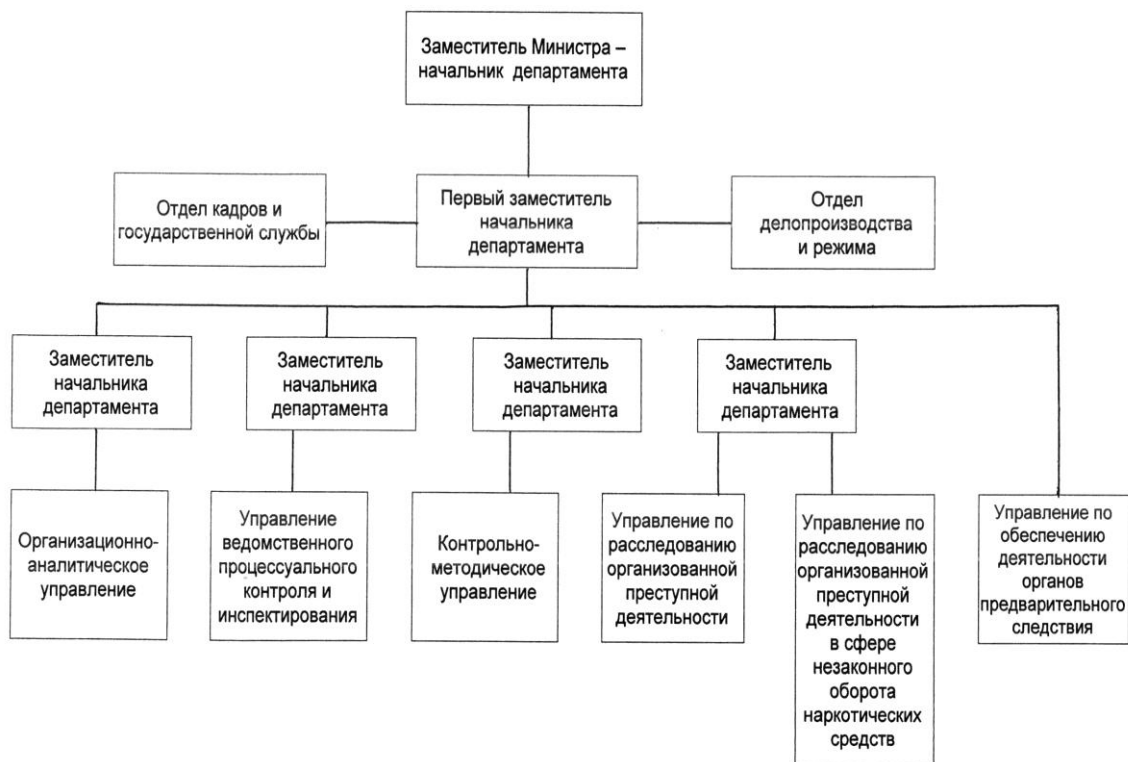 Заместитель Министра –
начальник департамента
Отдел кадров и
государственной службы
Первый заместитель
начальника
департамента
Отдел
делопроизводства
и режима
Заместитель
начальника
департамента
Заместитель
начальника
департамента
Заместитель
начальника
департамента
Заместитель
начальника
департамента
Организационно-
аналитическое
управление
Управление
ведомственного
процессуального
контроля и
инспектирования
Контрольно-
методическое
управление
Управление по
расследованию
организованной
преступной
деятельности
Управление по
расследованию
организованной
преступной
деятельности
в сфере
незаконного
оборота
наркотических
средств
Управление по
обеспечению
деятельности
органов
предварительного
следствия